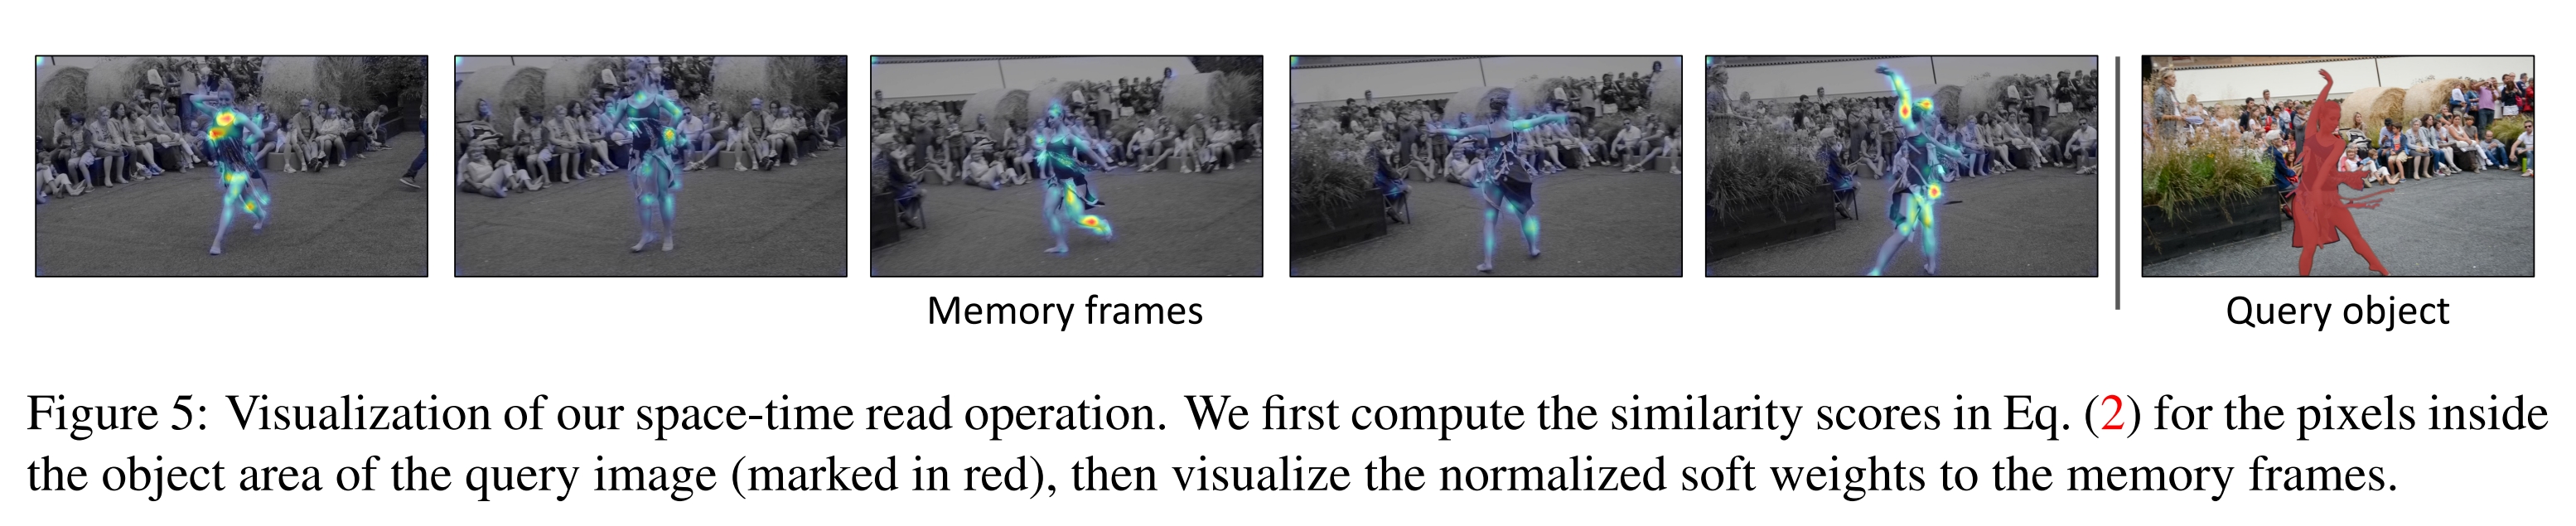 Memory frames
Query object
Figure 5: Visualization of our space-time read operation. We first compute the similarity scores in Eq. (2) for the pixels inside
the object area of the query image (marked in red), then visualize the normalized soft weights to the memory frames.